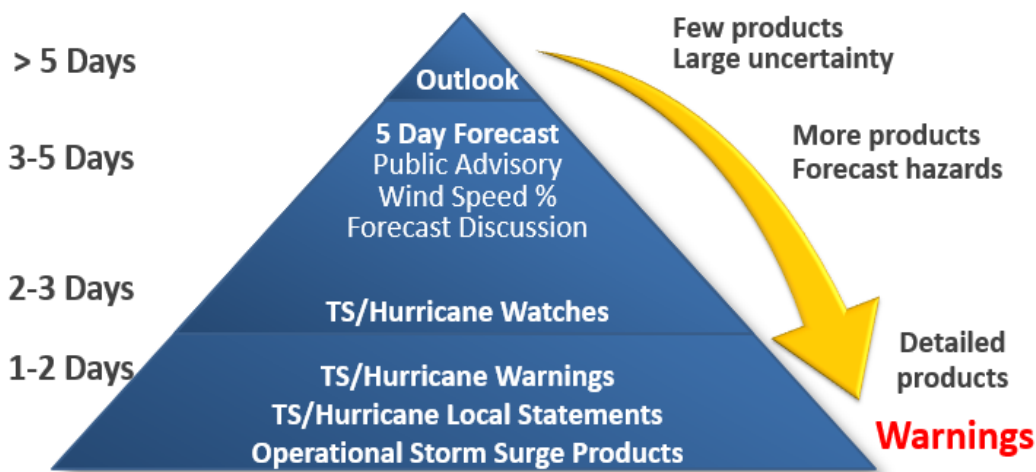 > 5 Days
Outlook
Few products
Large uncertainty
3-5 Days
5 Day Forecast
Public Advisory
Wind Speed %
Forecast Discussion
More products
Forecast hazards
2-3 Days
TS/Hurricane Watches
1-2 Days
TS/Hurricane Warnings
TS/Hurricane Local Statements
Operational Storm Surge Products
Detailed
products
Warnings